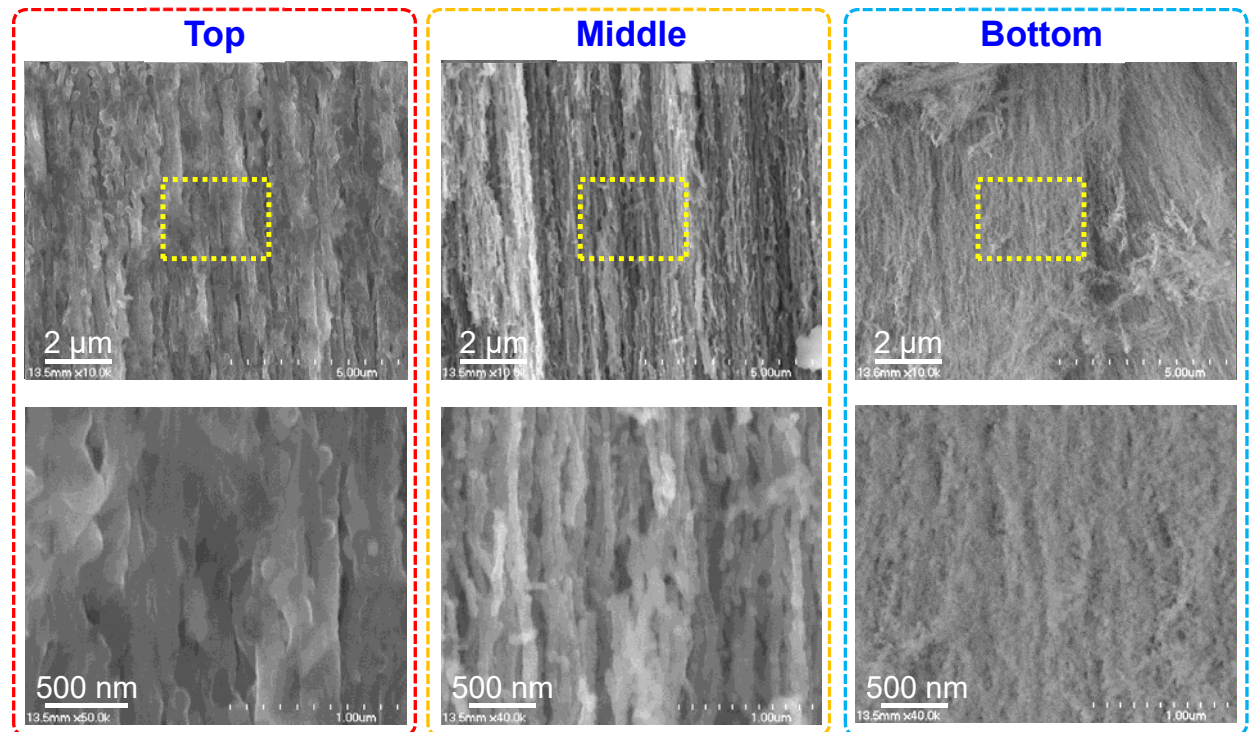 Top
Middle
Bottom
2 µm
13.5mm x10.0k
5.00um
2 µm
13.5mm x10.0k
5.00um
2 µm
13.6mm x10.0k
5.00um
500 nm
13.5mm x50.0k
1.00um
500 nm
13.5mm x40.0k
1.00um
500 nm
13.5mm x40.0k
1.00um